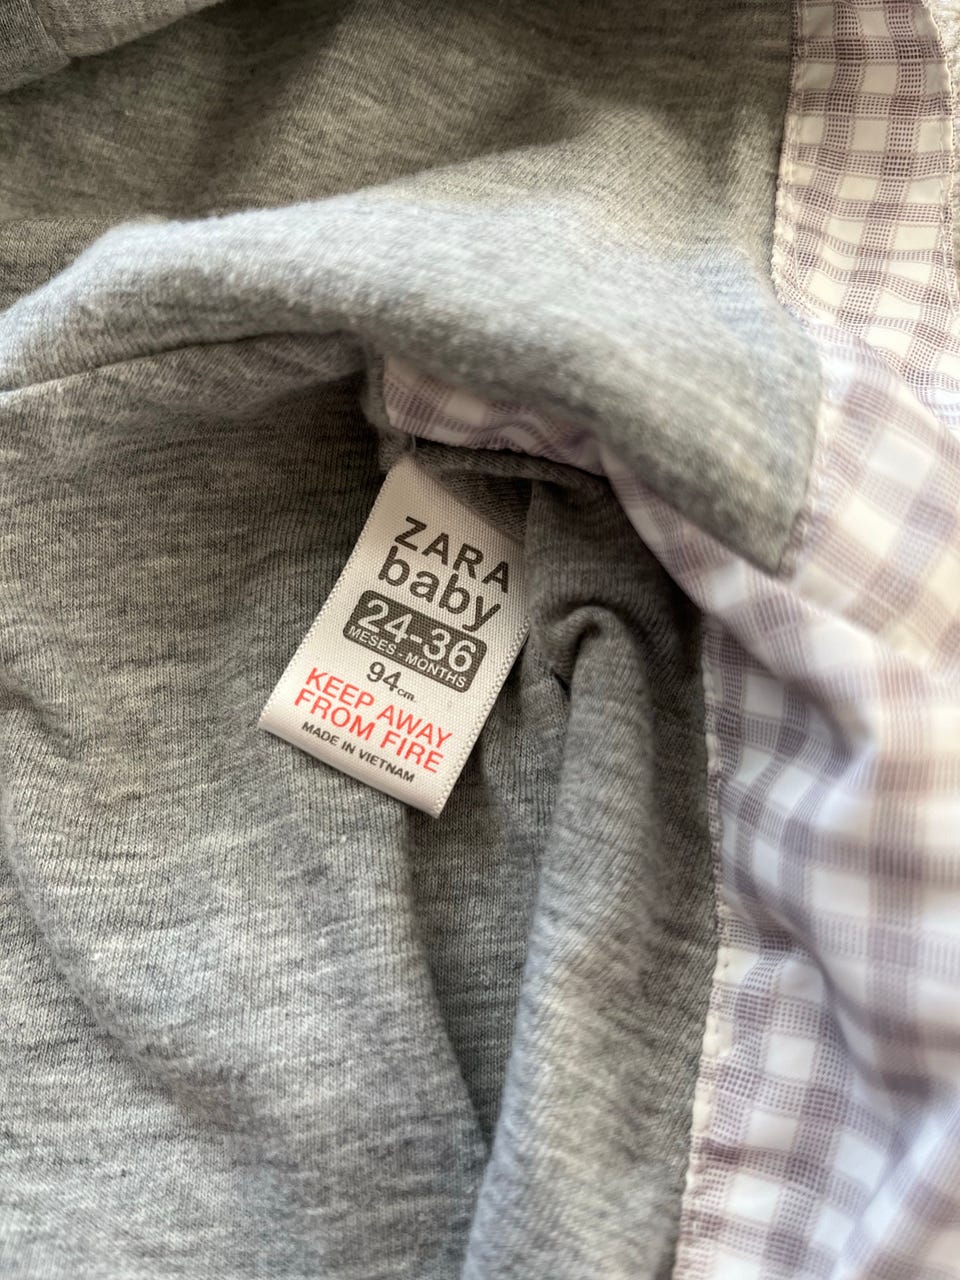 ZARA
baby
24-36
MESES - MONTHS
94cm.
KEEP AWAY
FROM FIRE
MADE IN VIETNAM